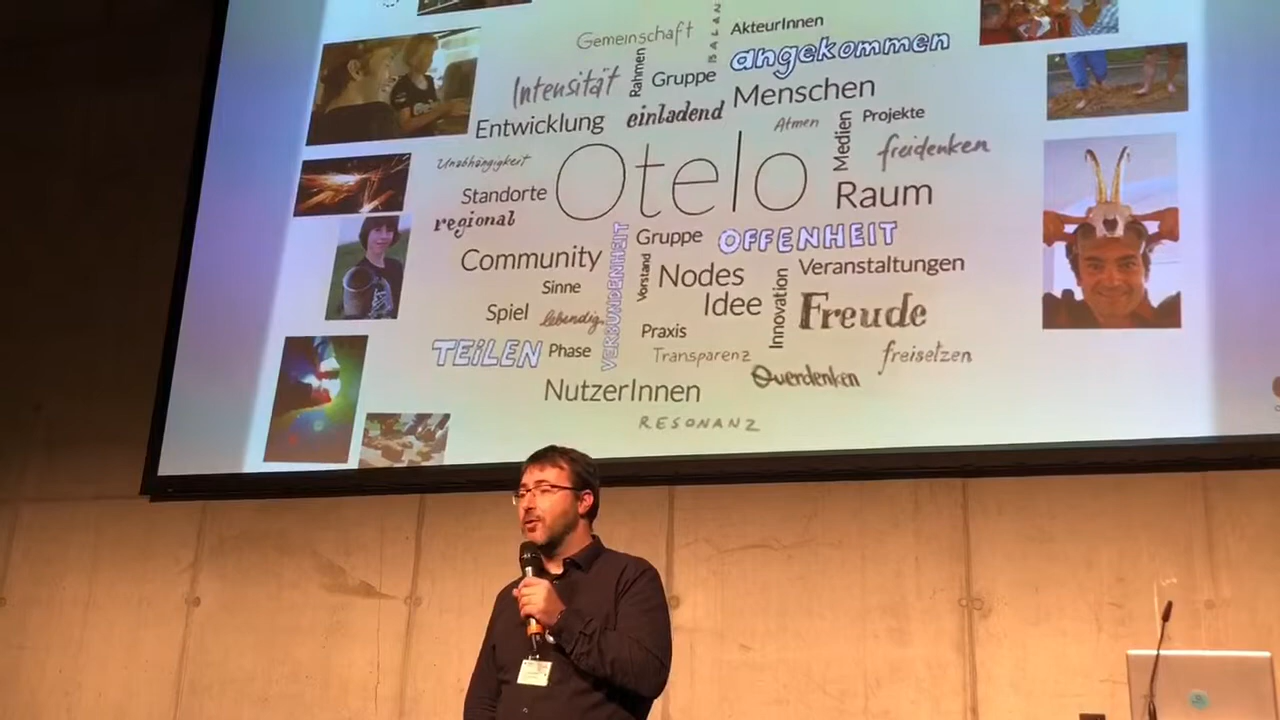 BALAN
Gemeinschaft
AkteurInnen
Rahmen
angekommen
Intensität
Gruppe
Menschen
Entwicklung
einladend
Atmen
Medien
Projekte
freidenken
Unabhängigkeit
Otelo
Standorte
Raum
regional
VERBUNDENHEIT
Gruppe
OFFENHEIT
Community
Vorstand
Nodes
Veranstaltungen
Sinne
Idee
Innovation
Freude
Spiel
lebendig
Praxis
TEiLEN
Phase
Transparenz
freisetzen
NutzerInnen
Querdenken
RESONANZ